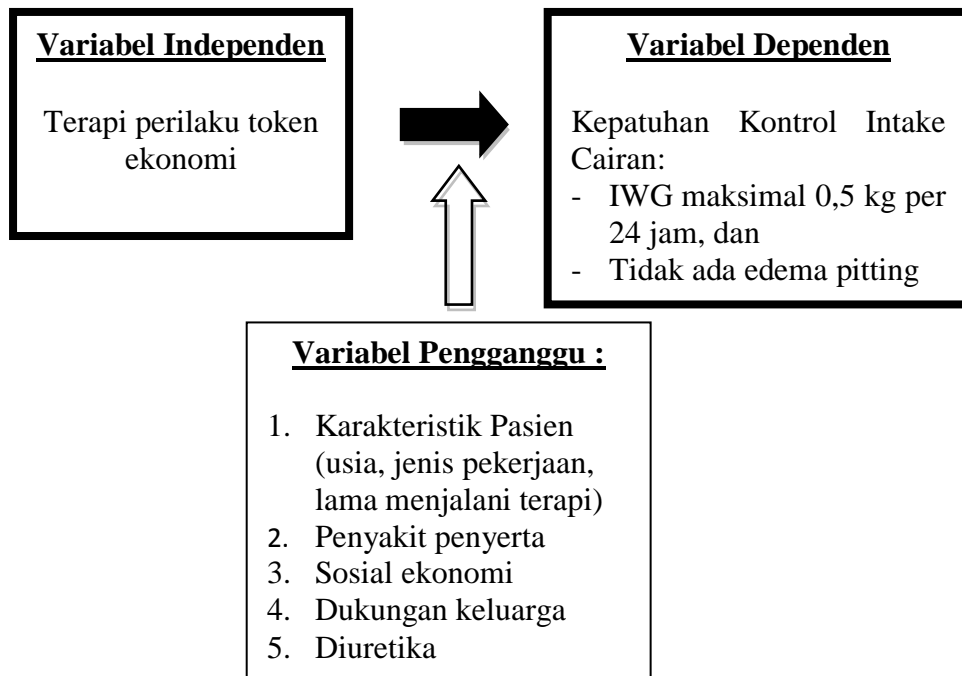 Variabel Independen
Terapi perilaku token
ekonomi
Variabel Dependen
Kepatuhan Kontrol Intake
Cairan:
- IWG maksimal 0,5 kg per
24 jam, dan
- Tidak ada edema pitting
Variabel Pengganggu :
1. Karakteristik Pasien
(usia, jenis pekerjaan,
lama menjalani terapi)
2. Penyakit penyerta
3. Sosial ekonomi
4. Dukungan keluarga
5. Diuretika